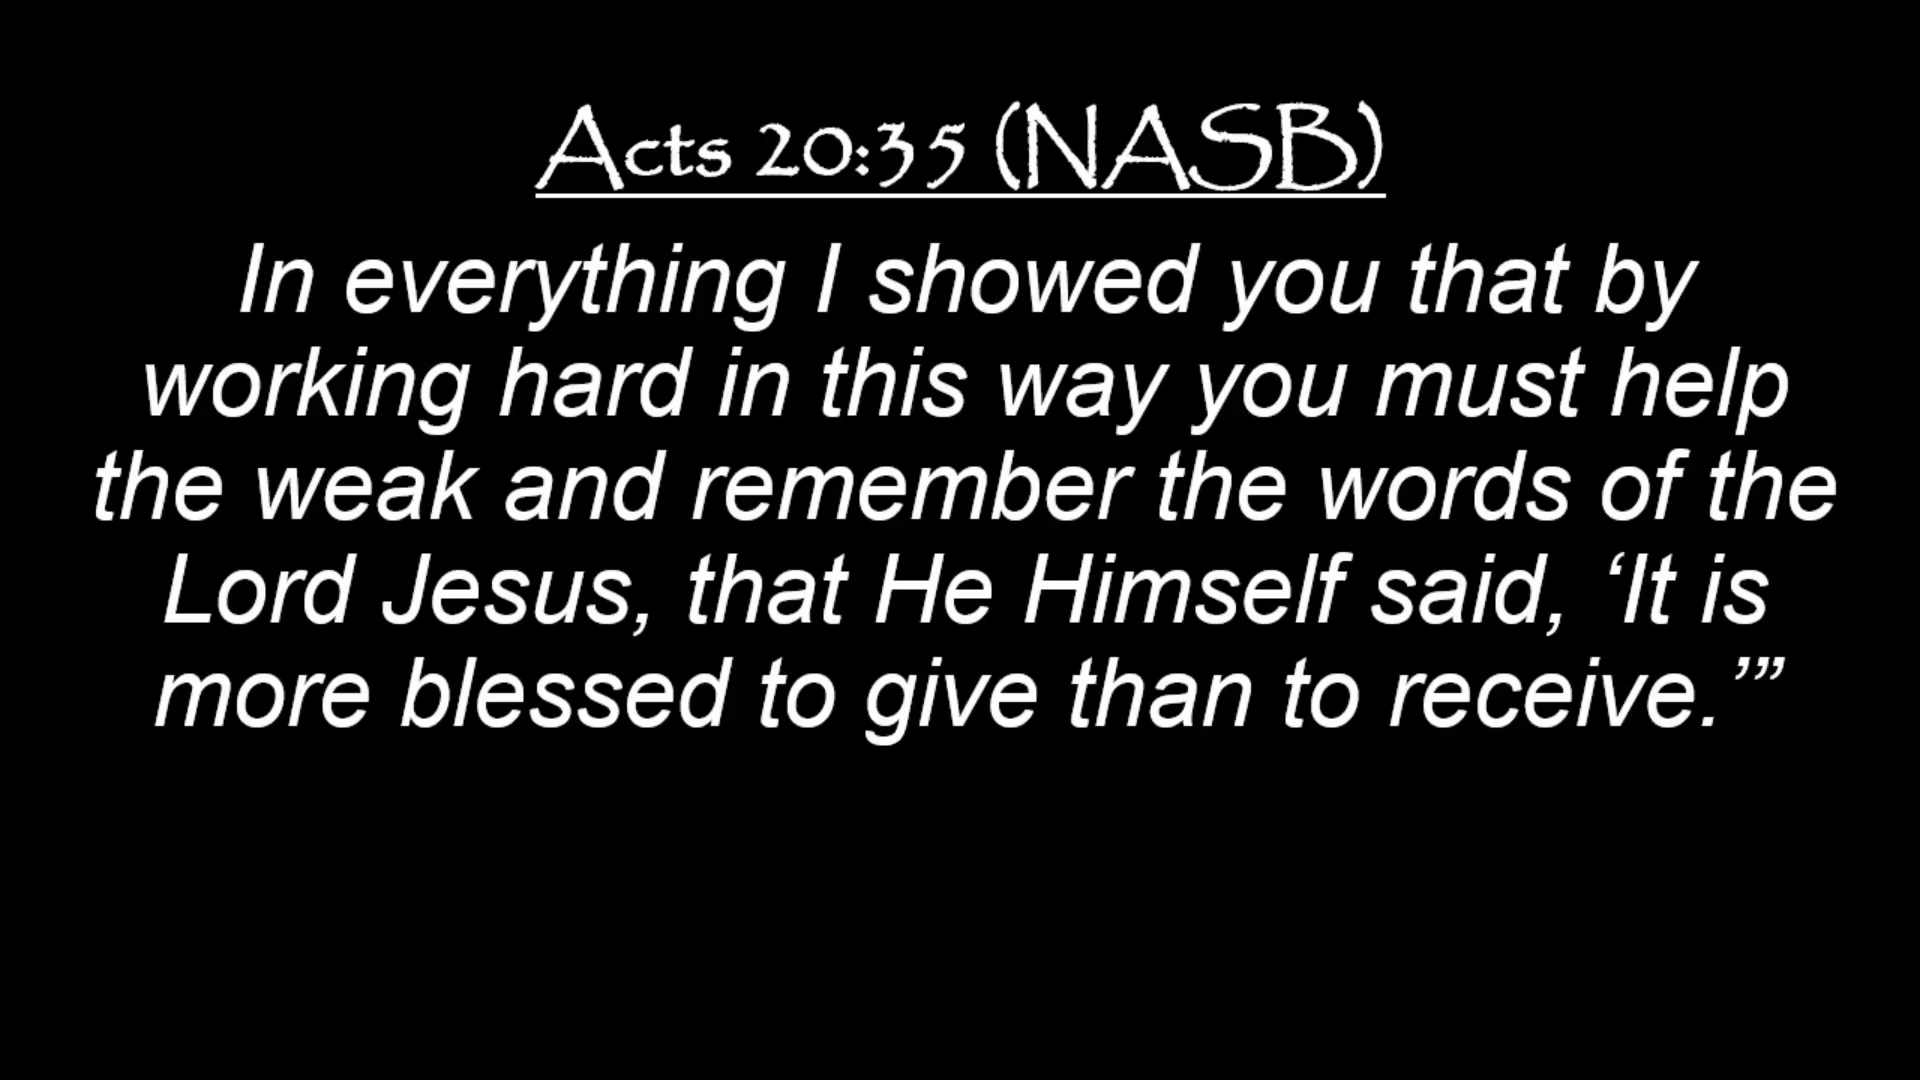 Acts 20:35 (NASB)
In everything I showed you that by
working hard in this way you must help
the weak and remember the words of the
Lord Jesus, that He Himself said, ‘It is
more blessed to give than to receive.’”